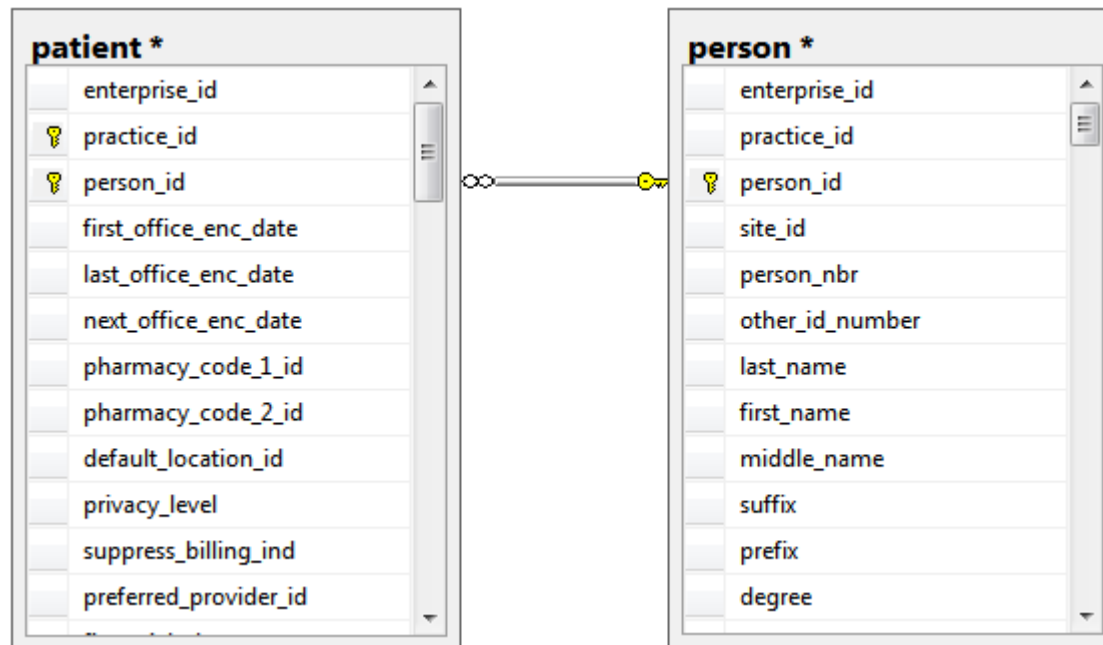 patient *
enterprise_id
practice_id
person_id
first_office_enc_date
last_office_enc_date
next_office_enc_date
pharmacy_code_1_id
pharmacy_code_2_id
default_location_id
privacy_level
suppress_billing_ind
preferred_provider_id
person *
enterprise_id
practice_id
person_id
site_id
person_nbr
other_id_number
last_name
first_name
middle_name
suffix
prefix
degree